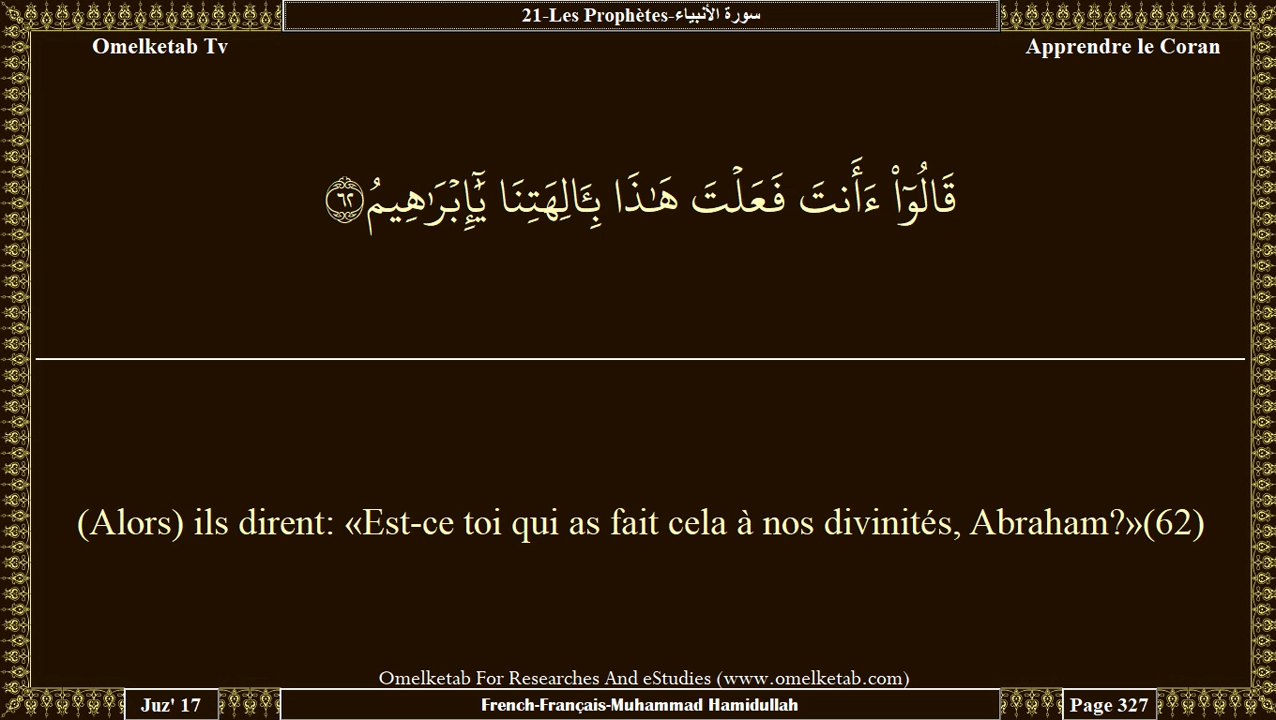 21-Les Prophètes-سورة الأنبياء
Omelketab Tv
Apprendre le Coran
قَالُوٓا۟ ءَأَنتَ فَعَلْتَ هَـٰذَا بِـَٔالِهَتِنَا يَـٰٓإِبْرَٰهِيمُ ٦٢
(Alors) ils dirent: «Est-ce toi qui as fait cela à nos divinités, Abraham?»(62)
Omelketab For Researches And eStudies (www.omelketab.com)
Juz' 17
French-Français-Muhammad Hamidullah
Page 327